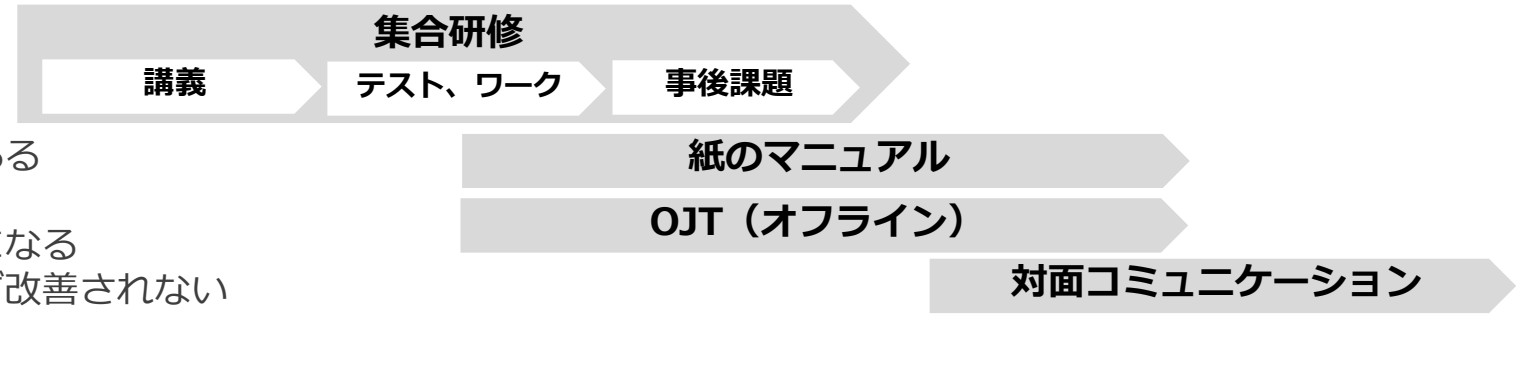 集合研修
講義
テスト、ワーク
事後課題
ある
紙のマニュアル
OJT（オフライン）
なる
改善されない
対面コミュニケーション